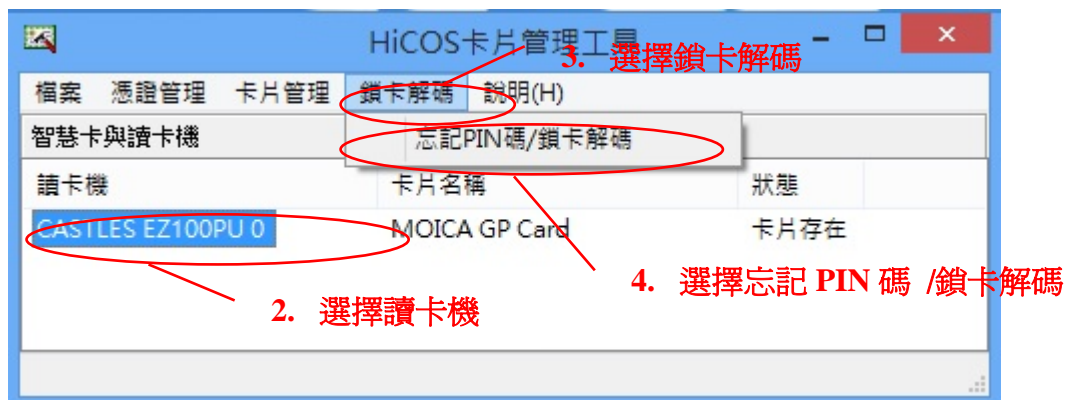 HiCOS卡片管理工具
3. 選擇鎖卡解碼
檔案 憑證管理 卡片管理 鎖卡解碼 說明(H)
智慧卡與讀卡機
忘記PIN碼/鎖卡解碼
讀卡機 卡片名稱 狀態
CASTLES EZ100PU 0 MOICA GP Card 卡片存在
4. 選擇忘記 PIN 碼 /鎖卡解碼
2. 選擇讀卡機